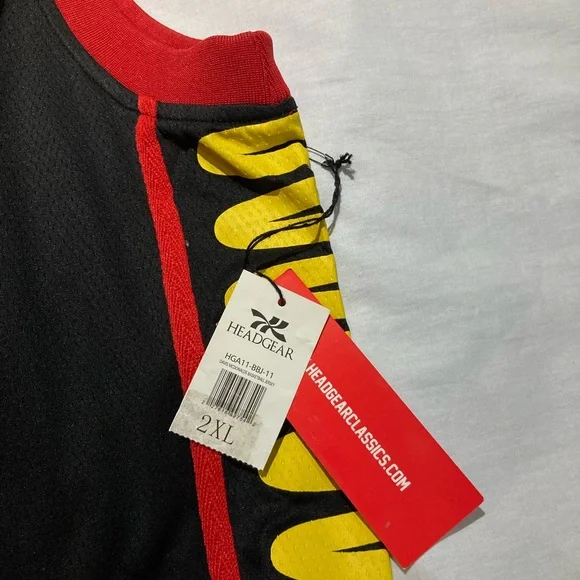 HEADGEAR
HGA11-BBJ-11
2XL
HEADGEARCLASSICS.COM